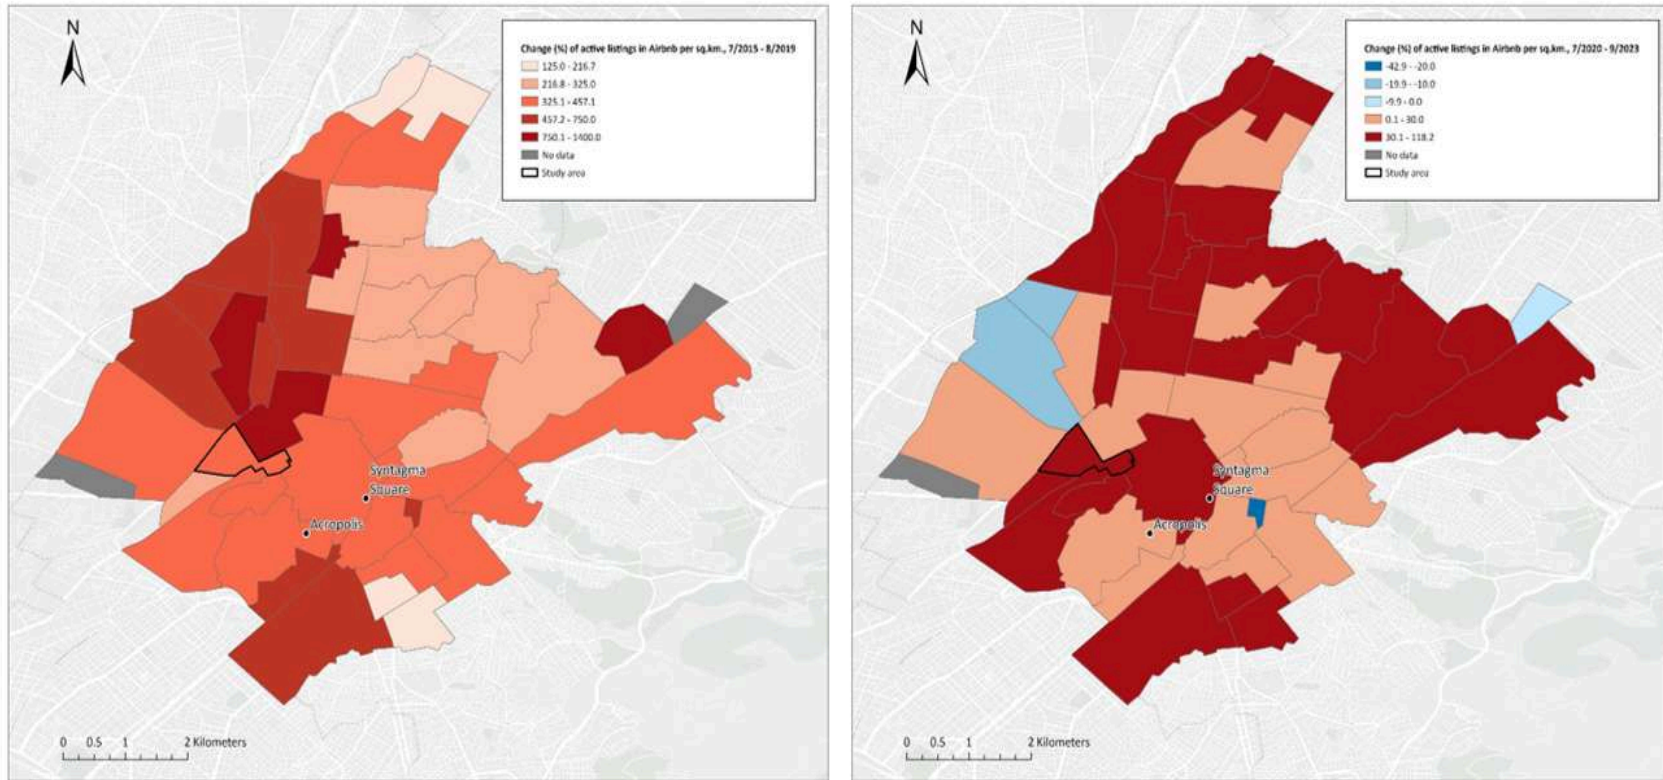 N
Change (%) of active listings in Airbnb per sq.km., 7/2015 - 8/2019
125.0 - 216.7
216.8 - 325.0
325.1 - 457.1
457.2 - 750.0
750.1 - 1400.0
No data
Study area
Syntagma
Square
Acropolis
0 0.5 1 2 Kilometers
N
Change (%) of active listings in Airbnb per sq.km., 7/2020 - 9/2023
-42.9 - -20.0
-19.9 - -10.0
-9.9 - 0.0
0.1 - 30.0
30.1 - 118.2
No data
Study area
Syntagma
Square
Acropolis
0 0.5 1 2 Kilometers